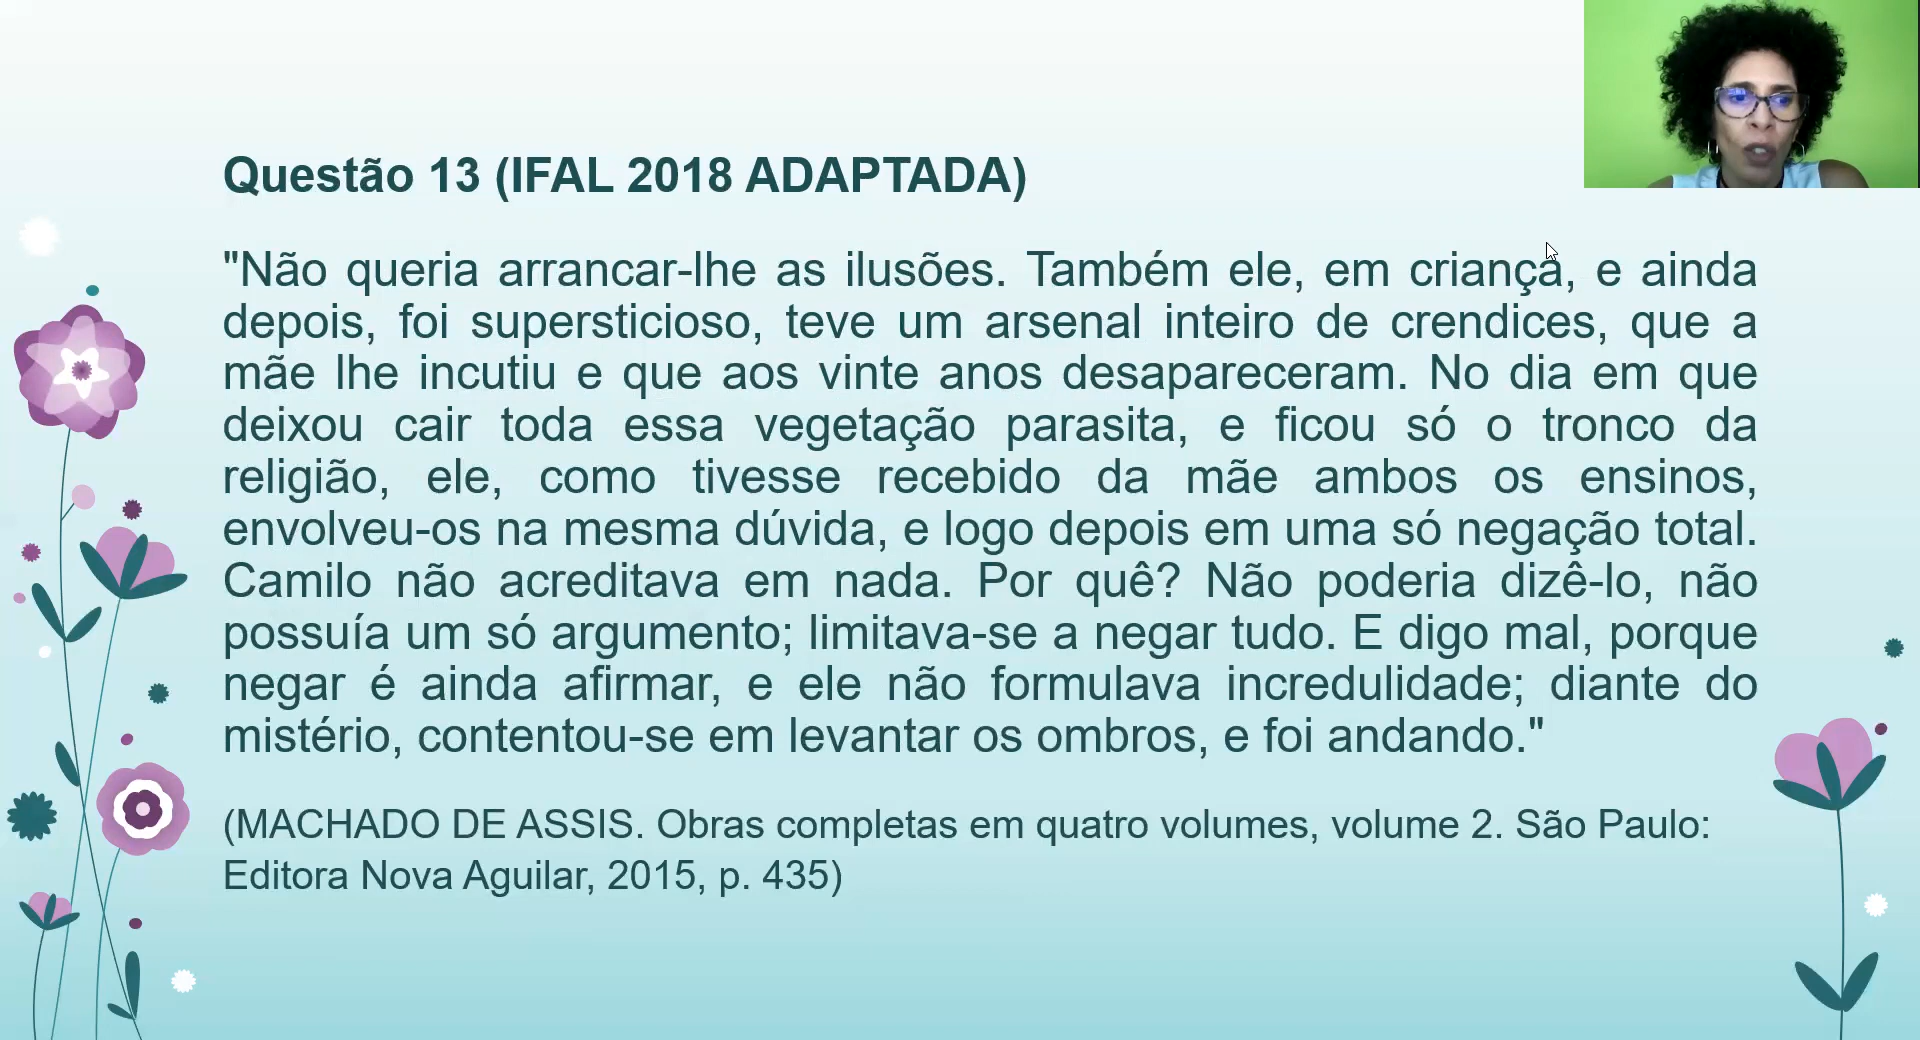 Questão 13 (IFAL 2018 ADAPTADA)
"Não queria arrancar-lhe as ilusões. Também ele, em criança, e ainda
depois, foi supersticioso, teve um arsenal inteiro de crendices, que a
mãe lhe incutiu e que aos vinte anos desapareceram. No dia em que
deixou cair toda essa vegetação parasita, e ficou só o tronco da
religião, ele, como tivesse recebido da mãe ambos os ensinos,
envolveu-os na mesma dúvida, e logo depois em uma só negação total.
Camilo não acreditava em nada. Por quê? Não poderia dizê-lo, não
possuía um só argumento; limitava-se a negar tudo. E digo mal, porque
negar é ainda afirmar, e ele não formulava incredulidade; diante do
mistério, contentou-se em levantar os ombros, e foi andando."
(MACHADO DE ASSIS. Obras completas em quatro volumes, volume 2. São Paulo:
Editora Nova Aguilar, 2015, p. 435)